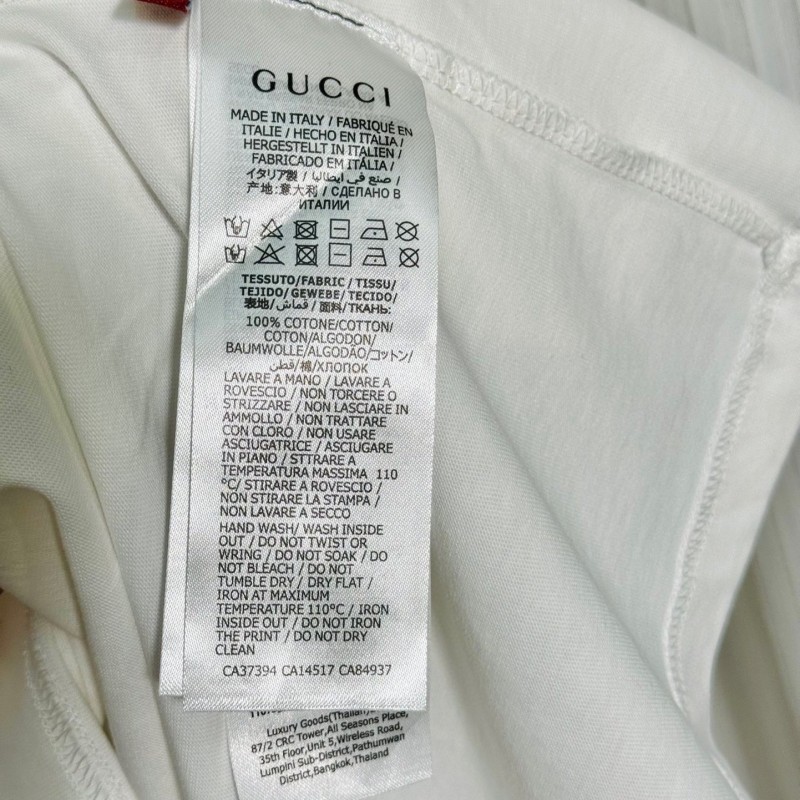 GUCCI
MADE IN ITALY / FABRIQUÉ EN
ITALIE / HECHO EN ITALIA /
HERGESTELLT IN ITALIEN /
FABRICADO EM ITÁLIA /
イタリア製 / صنع في ايطاليا /
产地:意大利 / СДЕЛАНО В
ИТАЛИИ
TESSUTO/FABRIC/TISSU/
TEJIDO/GEWEBE/TECIDO/
表地/قماش/面料/ТКАНЬ:
100% COTONE/COTTON/
COTON/ALGODON/
BAUMWOLLE/ALGODÃO/コットン/
قطن/棉/ХЛОПОК
LAVARE A MANO / LAVARE A
ROVESCIO / NON TORCERE O
STRIZZARE / NON LASCIARE IN
AMMOLLO / NON TRATTARE
CON CLORO / NON USARE
ASCIUGATRICE / ASCIUGARE
IN PIANO / STTRARE A
TEMPERATURA MASSIMA 110
°C/ STIRARE A ROVESCIO /
NON STIRARE LA STAMPA /
NON LAVARE A SECCO
HAND WASH/ WASH INSIDE
OUT / DO NOT TWIST OR
WRING / DO NOT SOAK / DO
NOT BLEACH / DO NOT
TUMBLE DRY / DRY FLAT /
IRON AT MAXIMUM
TEMPERATURE 110°C / IRON
INSIDE OUT / DO NOT IRON
THE PRINT / DO NOT DRY
CLEAN
CA37394 CA14517 CA84937
Luxury Goods(Thailand)
87/2 CRC Tower,All Seasons Place,
35th Floor,Unit 5,Wireless Road,
Lumpini Sub-District,Pathumwan
District,Bangkok,Thailand